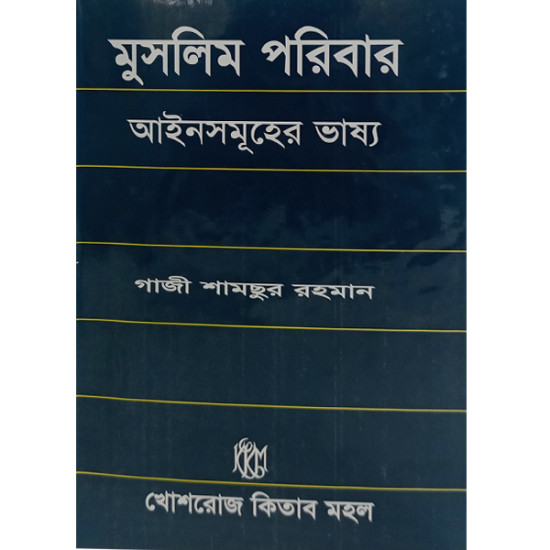 মুসলিম পরিবার
আইনসমূহের ভাষ্য
গাজী শামছুর রহমান
খোশরোজ কিতাব মহল